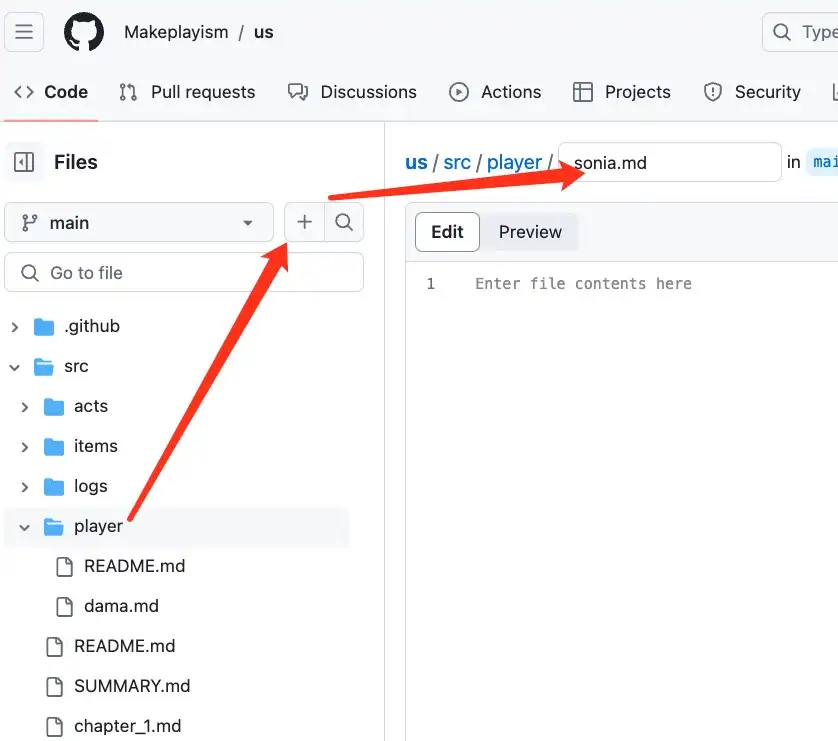 Makeplayism / us
Type
Code
Pull requests
Discussions
Actions
Projects
Security
Files
us / src / player / sonia.md in mai
main
Edit
Preview
Go to file
1 Enter file contents here
.github
src
acts
items
logs
player
README.md
dama.md
README.md
SUMMARY.md
chapter_1.md